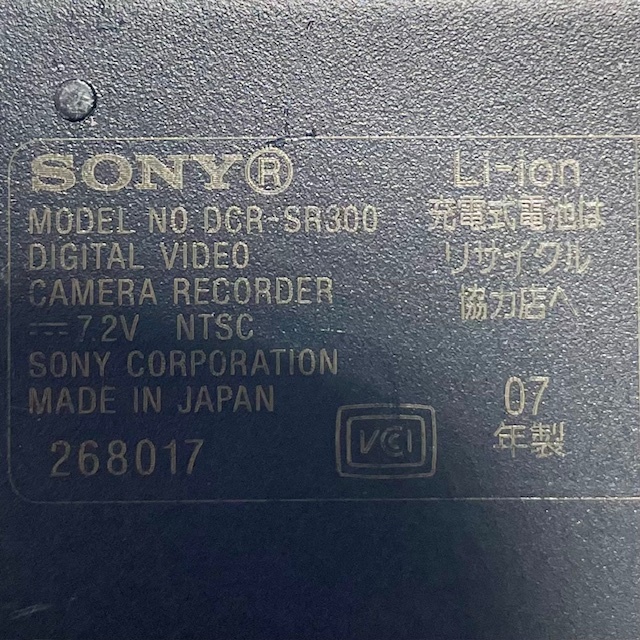 SONY®
MODEL NO. DCR-SR300
DIGITAL VIDEO
CAMERA RECORDER
⎓ 7.2V NTSC
SONY CORPORATION
MADE IN JAPAN
268017
VCCI
Li-ion
充電式電池は
リサイクル
協力店へ
07
年製